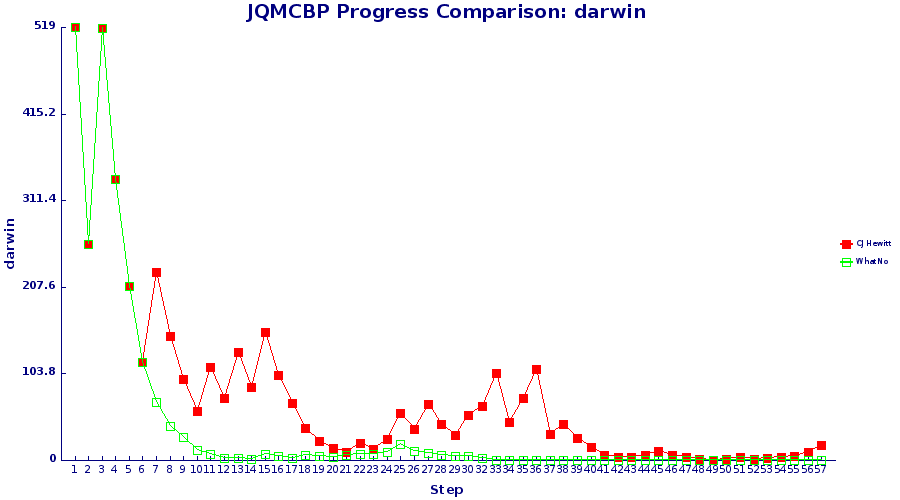 JQMCBP Progress Comparison: darwin
519
415.2
311.4
207.6
103.8
0
darwin
1 2 3 4 5 6 7 8 9 10 11 12 13 14 15 16 17 18 19 20 21 22 23 24 25 26 27 28 29 30 31 32 33 34 35 36 37 38 39 40 41 42 43 44 45 46 47 48 49 50 51 52 53 54 55 56 57
Step
CJ Hewitt
WhatNo